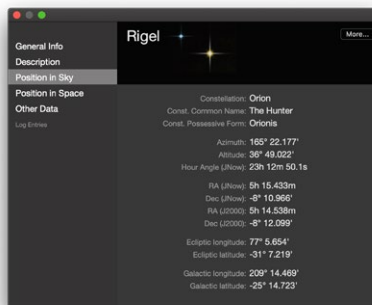 Rigel
More...
General Info
Description
Position in Sky
Position in Space
Other Data
Log Entries
Constellation: Orion
Const. Common Name: The Hunter
Const. Possessive Form: Orionis
Azimuth: 165° 22.177'
Altitude: 36° 49.022'
Hour Angle (JNow): 23h 12m 50.1s
RA (JNow): 5h 15.433m
Dec (JNow): -8° 10.966'
RA (J2000): 5h 14.538m
Dec (J2000): -8° 12.099'
Ecliptic longitude: 77° 5.654'
Ecliptic latitude: -31° 7.219'
Galactic longitude: 209° 14.469'
Galactic latitude: -25° 14.723'